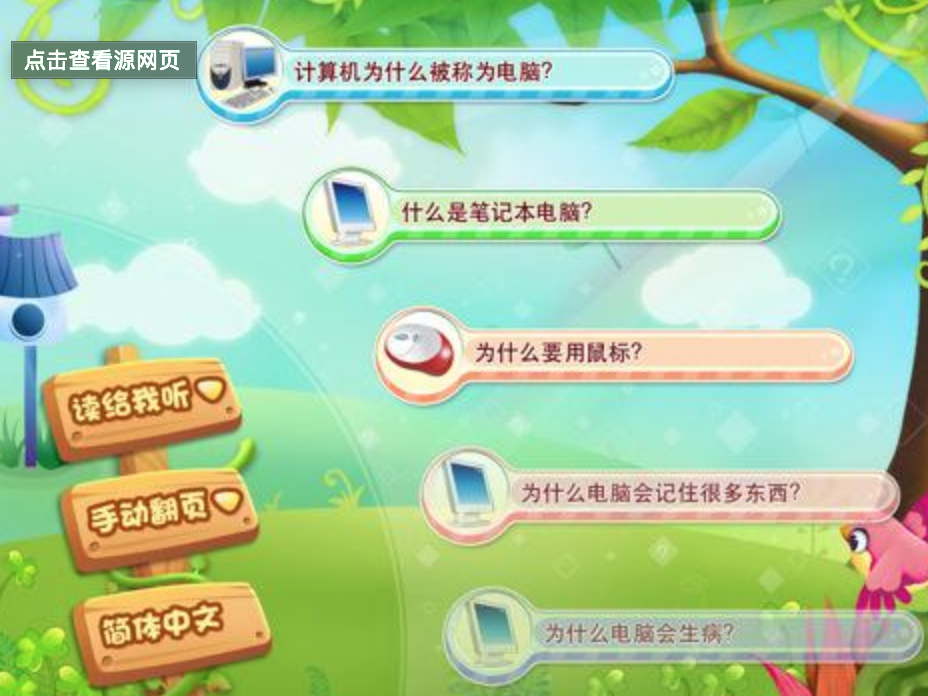 点击查看源网页
计算机为什么被称为电脑?
什么是笔记本电脑?
为什么要用鼠标?
读给我听
为什么电脑会记住很多东西?
手动翻页
简体中文
为什么电脑会生病?